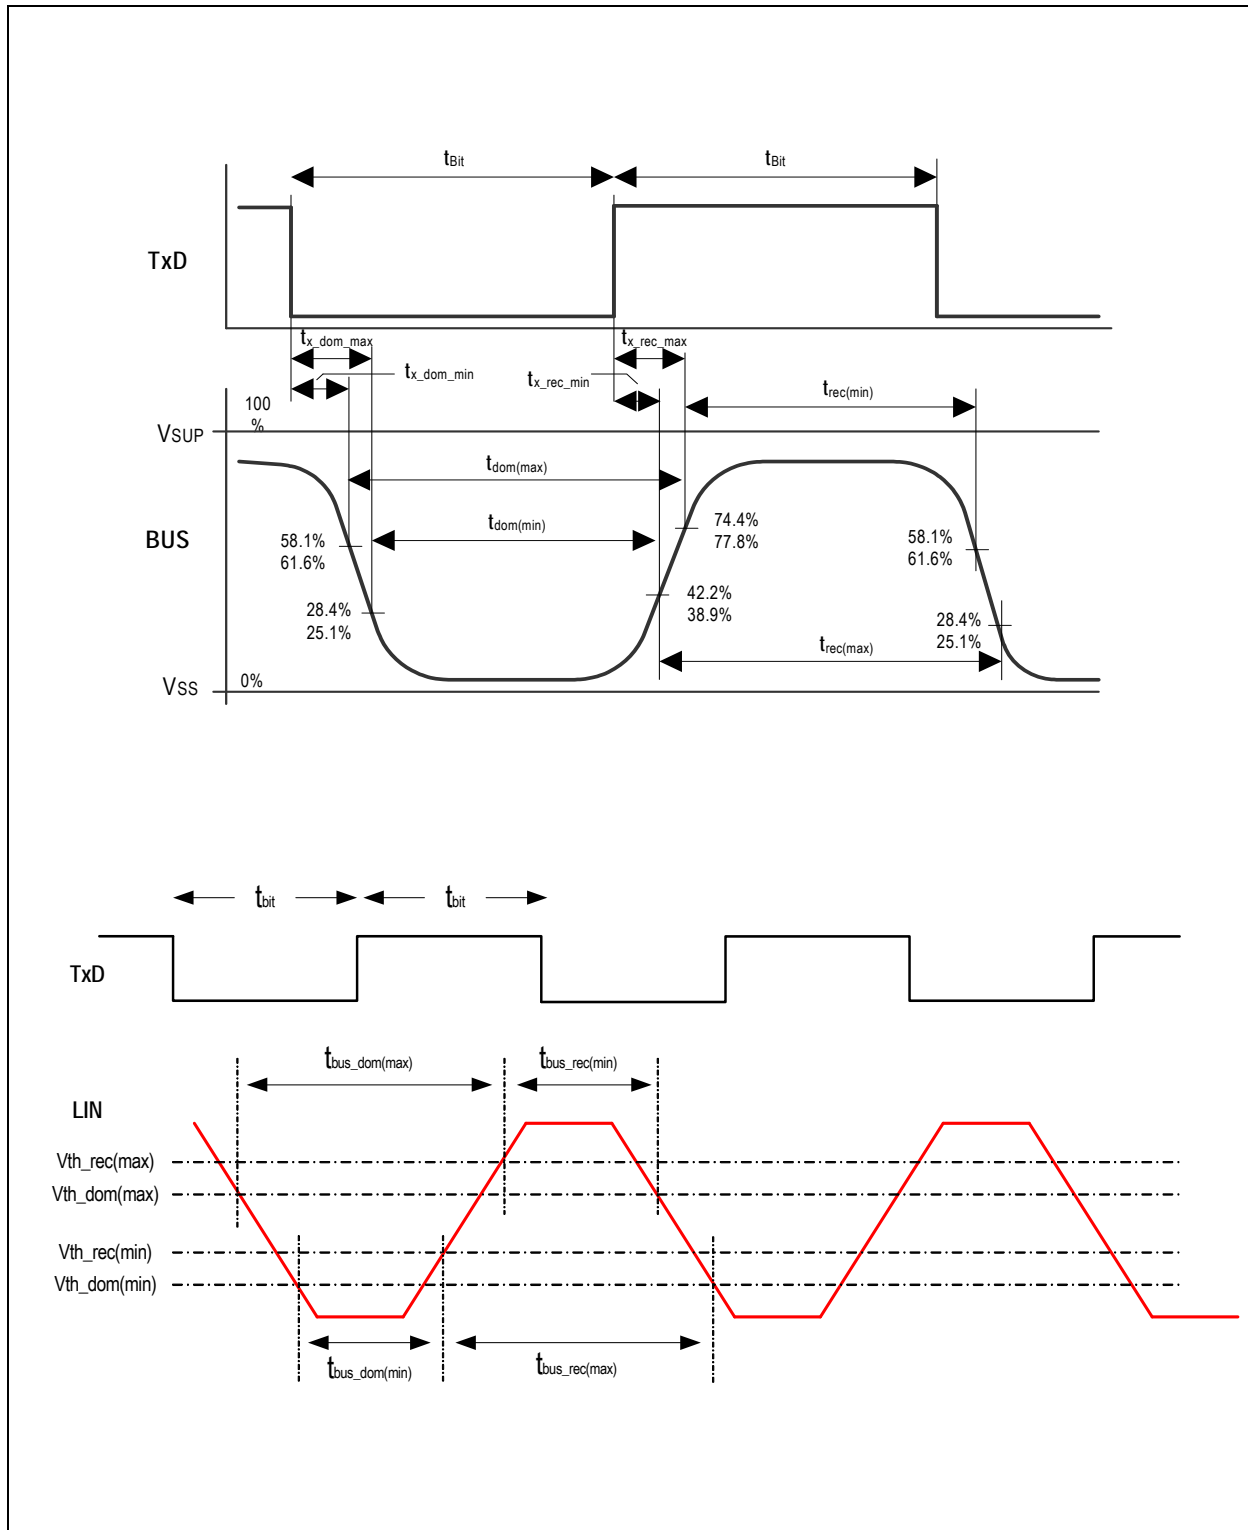 tBit tBit
TxD
tx_dom_max tx_rec_max
tx_dom_min tx_rec_min
trec(min)
100
%
VSUP
tdom(max)
tdom(min)
BUS
58.1%
61.6%
74.4%
77.8%
58.1%
61.6%
28.4%
25.1%
42.2%
38.9%
28.4%
25.1%
trec(max)
VSS 0%
tbit tbit
TxD
tbus_dom(max) tbus_rec(min)
LIN
Vth_rec(max)
Vth_dom(max)
Vth_rec(min)
Vth_dom(min)
tbus_dom(min) tbus_rec(max)